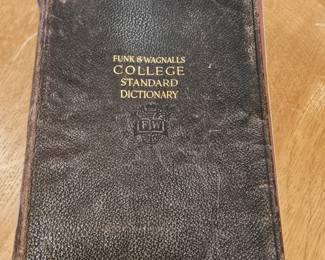 FUNK & WAGNALLS
COLLEGE
STANDARD
DICTIONARY
F W